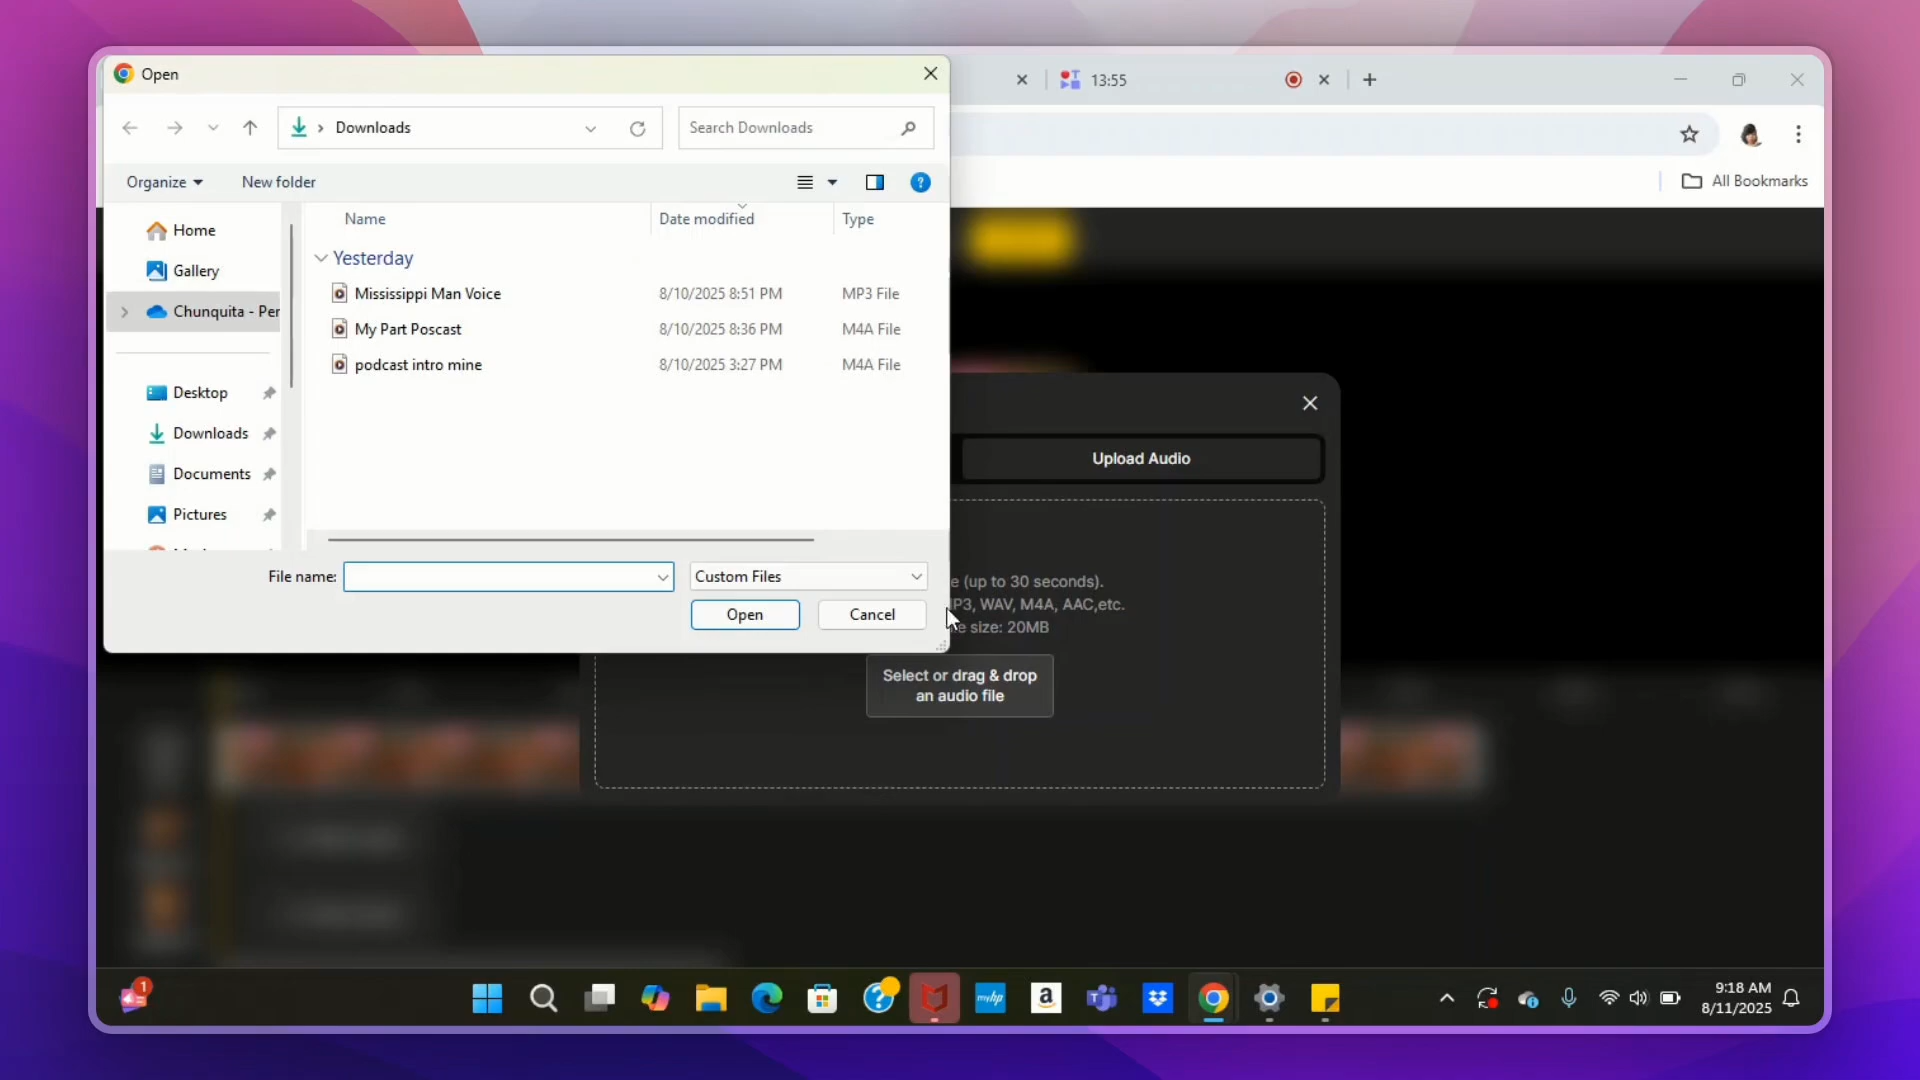 Open
13:55
Downloads
Search Downloads
Organize
New folder
All Bookmarks
Home
Gallery
Chunquita - Per
Desktop
Downloads
Documents
Pictures
Name
Date modified
Type
Yesterday
Mississippi Man Voice 8/10/2025 8:51 PM MP3 File
My Part Poscast 8/10/2025 8:36 PM M4A File
podcast intro mine 8/10/2025 3:27 PM M4A File
File name:
Custom Files
Open
Cancel
Upload Audio
e (up to 30 seconds).
P3, WAV, M4A, AAC,etc.
e size: 20MB
Select or drag & drop
an audio file
1
myhp
a
9:18 AM
8/11/2025